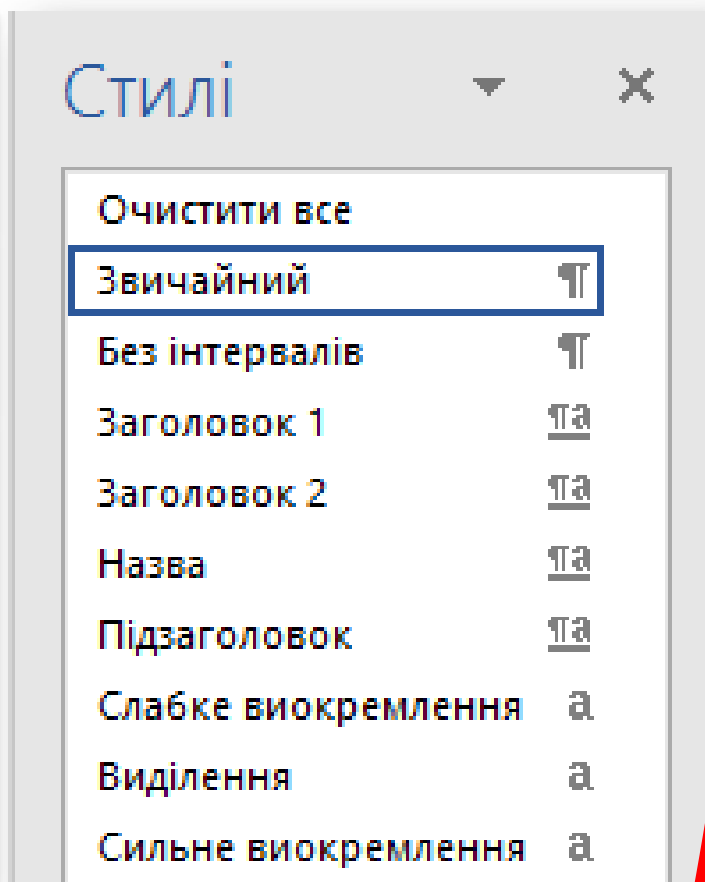 Стилі
Очистити все
Звичайний ¶
Без інтервалів ¶
Заголовок 1 ¶a
Заголовок 2 ¶a
Назва ¶a
Підзаголовок ¶a
Слабке виокремлення a
Виділення a
Сильне виокремлення a